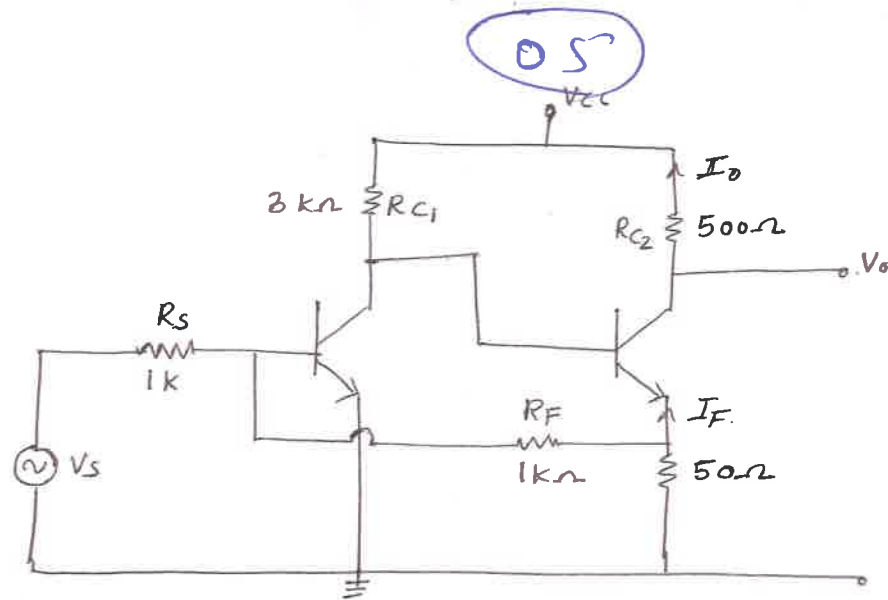 05
Vcc
Io
3 kΩ RC1
RC2 500Ω
Vo
RS
1k
RF
IF.
VS
1kΩ
50Ω